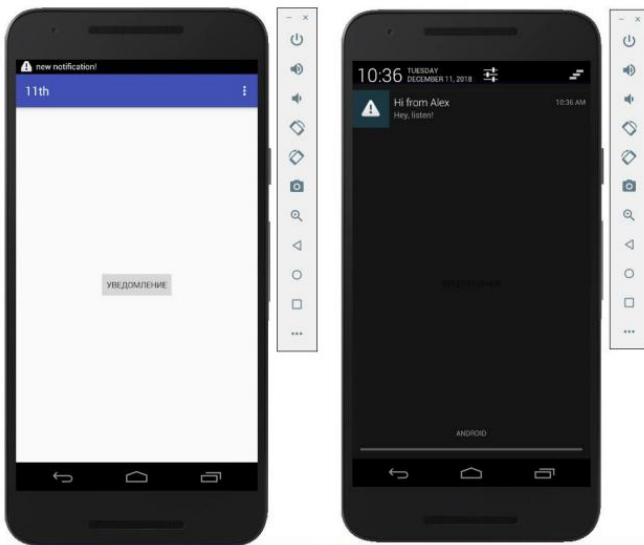 new notification!
11th
УВЕДОМЛЕНИЕ
10:36 TUESDAY
DECEMBER 11, 2018
Hi from Alex
10:36 AM
Hey, listen!
УВЕДОМЛЕНИЕ
ANDROID